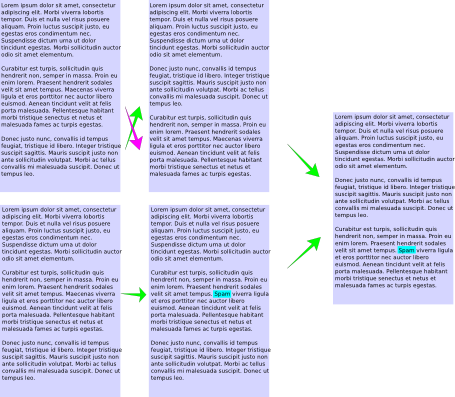 Lorem ipsum dolor sit amet, consectetur
adipiscing elit. Morbi viverra lobortis
tempor. Duis et nulla vel risus posuere
aliquam. Proin luctus suscipit justo, eu
egestas eros condimentum nec.
Suspendisse dictum urna ut dolor
tincidunt egestas. Morbi sollicitudin auctor
odio sit amet elementum.
Curabitur est turpis, sollicitudin quis
hendrerit non, semper in massa. Proin eu
enim lorem. Praesent hendrerit sodales
velit sit amet tempus. Maecenas viverra
ligula et eros porttitor nec auctor libero
euismod. Aenean tincidunt velit at felis
porta malesuada. Pellentesque habitant
morbi tristique senectus et netus et
malesuada fames ac turpis egestas.
Donec justo nunc, convallis id tempus
feugiat, tristique id libero. Integer tristique
suscipit sagittis. Mauris suscipit justo non
ante sollicitudin volutpat. Morbi ac tellus
convallis mi malesuada dictum. Donec ut
tempus leo.
Lorem ipsum dolor sit amet, consectetur
adipiscing elit. Morbi viverra lobortis
tempor. Duis et nulla vel risus posuere
aliquam. Proin luctus suscipit justo, eu
egestas eros condimentum nec.
Suspendisse dictum urna ut dolor
tincidunt egestas. Morbi sollicitudin auctor
odio sit amet elementum.
Donec justo nunc, convallis id tempus
feugiat, tristique id libero. Integer tristique
suscipit sagittis. Mauris suscipit justo non
ante sollicitudin volutpat. Morbi ac tellus
convallis mi malesuada dictum. Donec ut
tempus leo.
Curabitur est turpis, sollicitudin quis
hendrerit non, semper in massa. Proin eu
enim lorem. Praesent hendrerit sodales
velit sit amet tempus. Maecenas viverra
ligula et eros porttitor nec auctor libero
euismod. Aenean tincidunt velit at felis
porta malesuada. Pellentesque habitant
morbi tristique senectus et netus et
malesuada fames ac turpis egestas.
Lorem ipsum dolor sit amet, consectetur
adipiscing elit. Morbi viverra lobortis
tempor. Duis et nulla vel risus posuere
aliquam. Proin luctus suscipit justo, eu
egestas eros condimentum nec.
Suspendisse dictum urna ut dolor
tincidunt egestas. Morbi sollicitudin auctor
odio sit amet elementum.
Donec justo nunc, convallis id tempus
feugiat, tristique id libero. Integer tristique
suscipit sagittis. Mauris suscipit justo non
ante sollicitudin volutpat. Morbi ac tellus
convallis mi malesuada dictum. Donec ut
tempus leo.
Curabitur est turpis, sollicitudin quis
hendrerit non, semper in massa. Proin eu
enim lorem. Praesent hendrerit sodales
velit sit amet tempus. Spam viverra ligula
et eros porttitor nec auctor libero
euismod. Aenean tincidunt velit at felis
porta malesuada. Pellentesque habitant
morbi tristique senectus et netus et
malesuada fames ac turpis egestas.
Lorem ipsum dolor sit amet, consectetur
adipiscing elit. Morbi viverra lobortis
tempor. Duis et nulla vel risus posuere
aliquam. Proin luctus suscipit justo, eu
egestas eros condimentum nec.
Suspendisse dictum urna ut dolor
tincidunt egestas. Morbi sollicitudin auctor
odio sit amet elementum.
Curabitur est turpis, sollicitudin quis
hendrerit non, semper in massa. Proin eu
enim lorem. Praesent hendrerit sodales
velit sit amet tempus. Maecenas viverra
ligula et eros porttitor nec auctor libero
euismod. Aenean tincidunt velit at felis
porta malesuada. Pellentesque habitant
morbi tristique senectus et netus et
malesuada fames ac turpis egestas.
Donec justo nunc, convallis id tempus
feugiat, tristique id libero. Integer tristique
suscipit sagittis. Mauris suscipit justo non
ante sollicitudin volutpat. Morbi ac tellus
convallis mi malesuada dictum. Donec ut
tempus leo.
Lorem ipsum dolor sit amet, consectetur
adipiscing elit. Morbi viverra lobortis
tempor. Duis et nulla vel risus posuere
aliquam. Proin luctus suscipit justo, eu
egestas eros condimentum nec.
Suspendisse dictum urna ut dolor
tincidunt egestas. Morbi sollicitudin auctor
odio sit amet elementum.
Curabitur est turpis, sollicitudin quis
hendrerit non, semper in massa. Proin eu
enim lorem. Praesent hendrerit sodales
velit sit amet tempus. Spam viverra ligula
et eros porttitor nec auctor libero
euismod. Aenean tincidunt velit at felis
porta malesuada. Pellentesque habitant
morbi tristique senectus et netus et
malesuada fames ac turpis egestas.
Donec justo nunc, convallis id tempus
feugiat, tristique id libero. Integer tristique
suscipit sagittis. Mauris suscipit justo non
ante sollicitudin volutpat. Morbi ac tellus
convallis mi malesuada dictum. Donec ut
tempus leo.